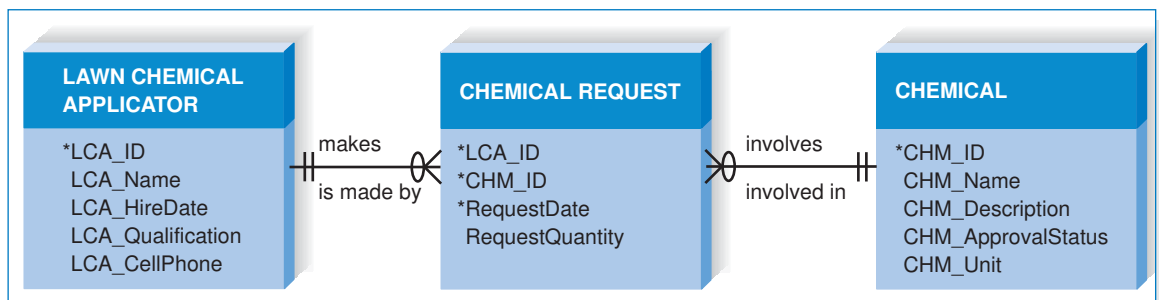 LAWN CHEMICAL
APPLICATOR
*LCA_ID
LCA_Name
LCA_HireDate
LCA_Qualification
LCA_CellPhone
makes
is made by
CHEMICAL REQUEST
*LCA_ID
*CHM_ID
*RequestDate
RequestQuantity
involves
involved in
CHEMICAL
*CHM_ID
CHM_Name
CHM_Description
CHM_ApprovalStatus
CHM_Unit